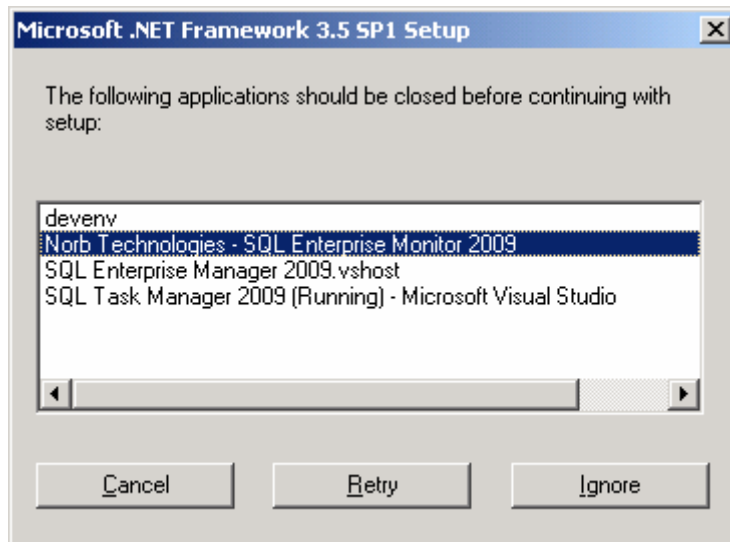 Microsoft .NET Framework 3.5 SP1 Setup
The following applications should be closed before continuing with
setup:
devenv
Norb Technologies - SQL Enterprise Monitor 2009
SQL Enterprise Manager 2009.vshost
SQL Task Manager 2009 (Running) - Microsoft Visual Studio
Cancel Retry Ignore